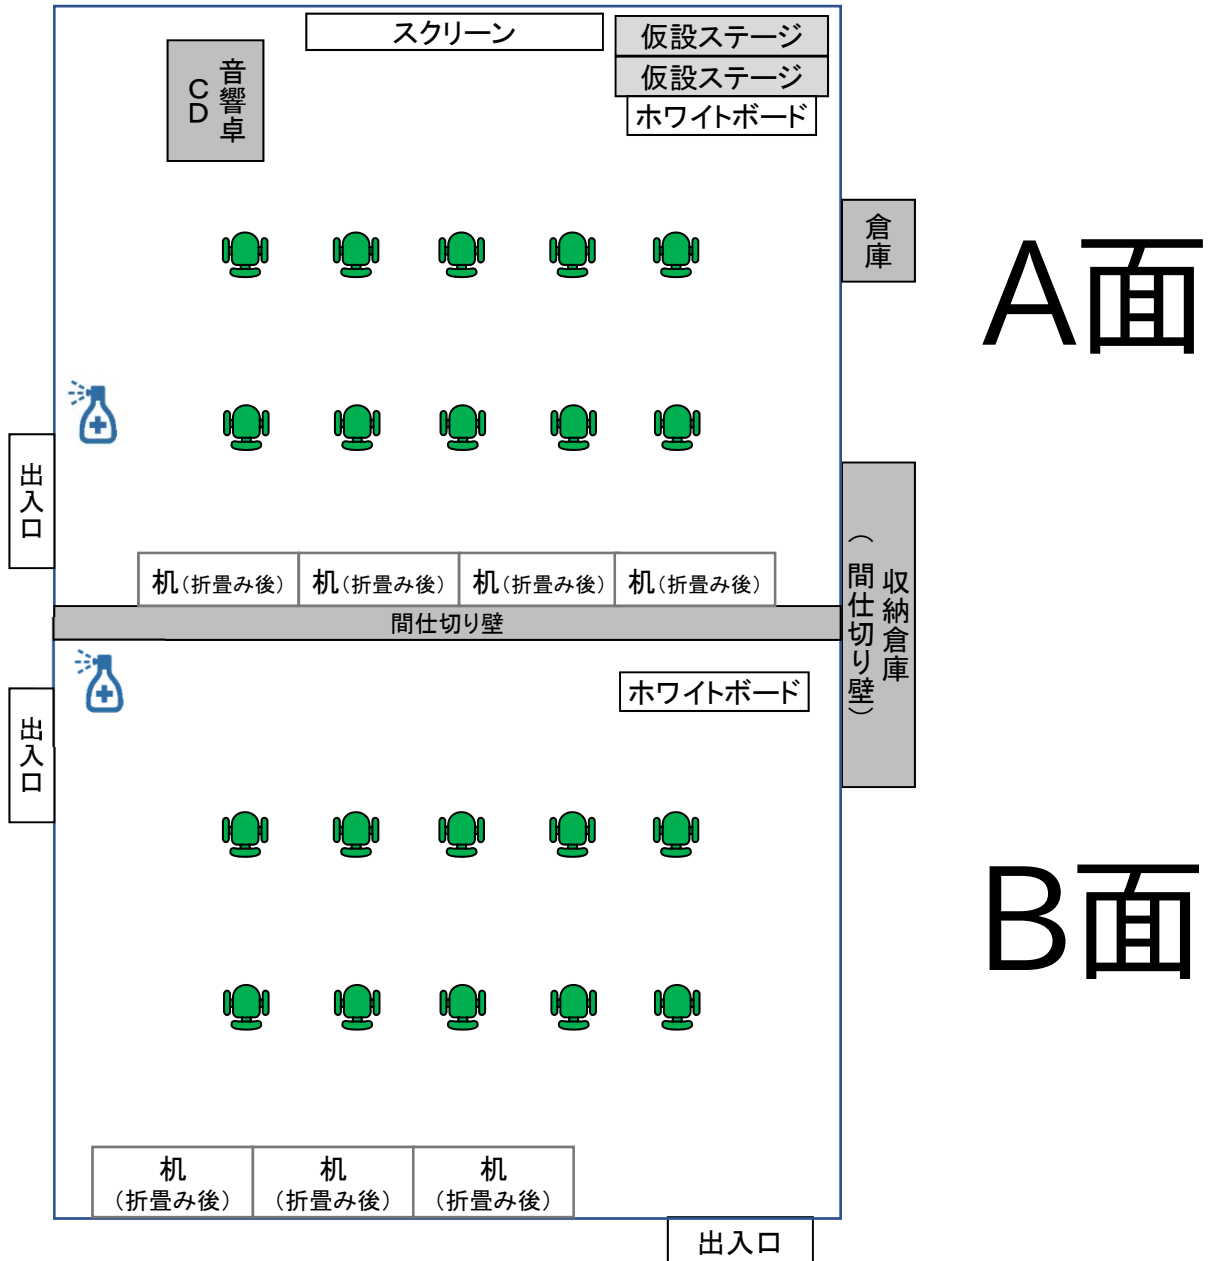 スクリーン
仮設ステージ
仮設ステージ
ホワイトボード
音響卓
CD
倉庫
A面
出入口
机(折畳み後)
机(折畳み後)
机(折畳み後)
机(折畳み後)
間仕切り壁
収納倉庫
（間仕切り壁）
ホワイトボード
出入口
B面
机
(折畳み後)
机
(折畳み後)
机
(折畳み後)
出入口